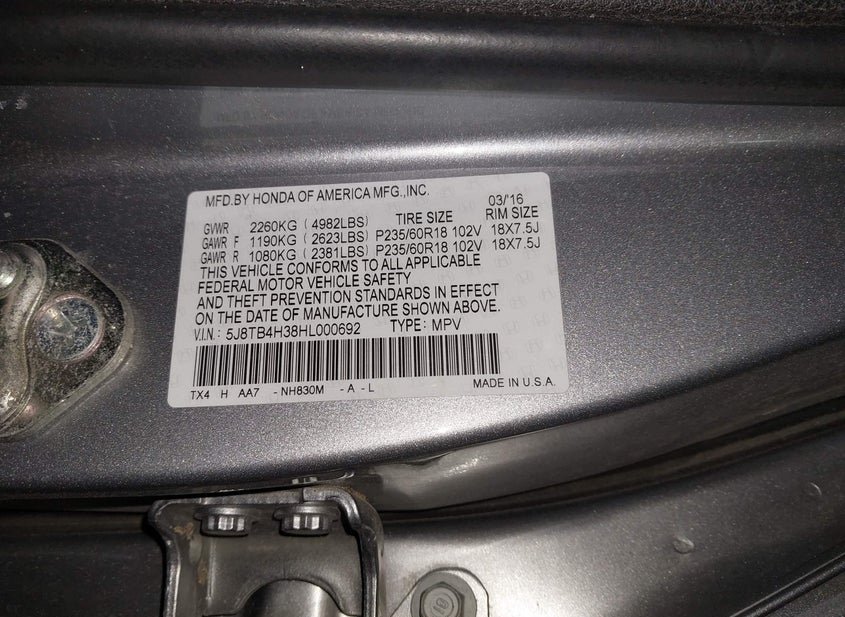 MFD.BY HONDA OF AMERICA MFG.,INC. 03/'16
GVWR 2260KG ( 4982LBS) TIRE SIZE RIM SIZE
GAWR F 1190KG ( 2623LBS) P235/60R18 102V 18X7.5J
GAWR R 1080KG ( 2381LBS) P235/60R18 102V 18X7.5J
THIS VEHICLE CONFORMS TO ALL APPLICABLE
FEDERAL MOTOR VEHICLE SAFETY
AND THEFT PREVENTION STANDARDS IN EFFECT
ON THE DATE OF MANUFACTURE SHOWN ABOVE.
V.I.N.: 5J8TB4H38HL000692 TYPE: MPV
TX4 H AA7 - NH830M - A - L MADE IN U.S.A.